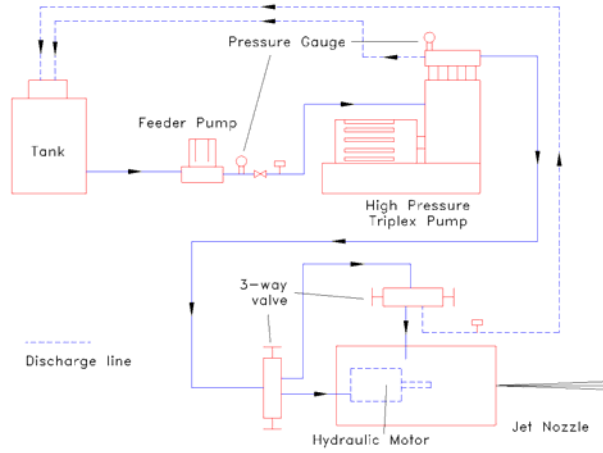 Pressure Gauge
Feeder Pump
Tank
High Pressure
Triplex Pump
3-way
valve
Discharge line
Jet Nozzle
Hydraulic Motor